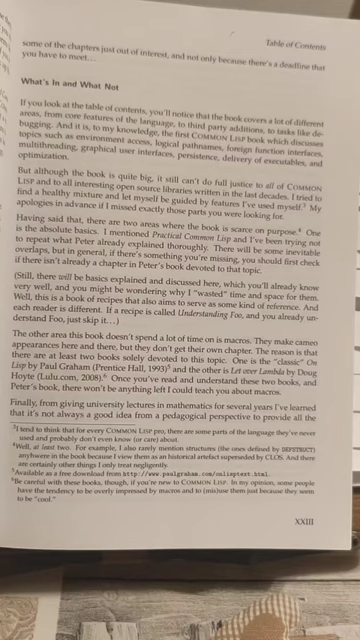 Table of Contents
some of the chapters just out of interest, and not only because there's a deadline that
you have to meet...
What's In and What Not
If you look at the table of contents, you'll notice that the book covers a lot of different
areas, from core features of the language, to third party additions, to tasks like de-
bugging. And it is, to my knowledge, the first COMMON LISP book which discusses
topics such as environment access, logical pathnames, foreign function interfaces,
multithreading, graphical user interfaces, persistence, delivery of executables, and
optimization.
But although the book is quite big, it still can't do full justice to all of COMMON
LISP and to all interesting open source libraries written in the last decades. I tried to
find a healthy mixture and let myself be guided by features I've used myself.³ My
apologies in advance if I missed exactly those parts you were looking for.
Having said that, there are two areas where the book is scarce on purpose.⁴ One
is the absolute basics. I mentioned Practical Common Lisp and I've been trying not
to repeat what Peter already explained thoroughly. There will be some inevitable
overlaps, but in general, if there's something you're missing, you should first check
if there isn't already a chapter in Peter's book devoted to that topic.
(Still, there will be basics explained and discussed here, which you'll already know
very well, and you might be wondering why I "wasted" time and space for them.
Well, this is a book of recipes that also aims to serve as some kind of reference. And
each reader is different. If a recipe is called Understanding Foo, and you already un-
derstand Foo, just skip it...)
The other area this book doesn't spend a lot of time on is macros. They make cameo
appearances here and there, but they don't get their own chapter. The reason is that
there are at least two books solely devoted to this topic. One is the "classic" On
Lisp by Paul Graham (Prentice Hall, 1993)⁵ and the other is Let over Lambda by Doug
Hoyte (Lulu.com, 2008).⁶ Once you've read and understand these two books, and
Peter's book, there won't be anything left I could teach you about macros.
Finally, from giving university lectures in mathematics for several years I've learned
that it's not always a good idea from a pedagogical perspective to provide all the
³I tend to think that for every COMMON LISP pro, there are some parts of the language they've never
used and probably don't even know (or care) about.
⁴Well, at least two. For example, I also rarely mention structures (the ones defined by DEFSTRUCT)
anywhere in the book because I view them as an historical artefact superseded by CLOS. And there
are certainly other things I only treat negligently.
⁵Available as a free download from http://www.paulgraham.com/onlisptext.html.
⁶Be careful with these books, though, if you're new to COMMON LISP. In my opinion, some people
have the tendency to be overly impressed by macros and to (mis)use them just because they seem
to be "cool."
XXIII